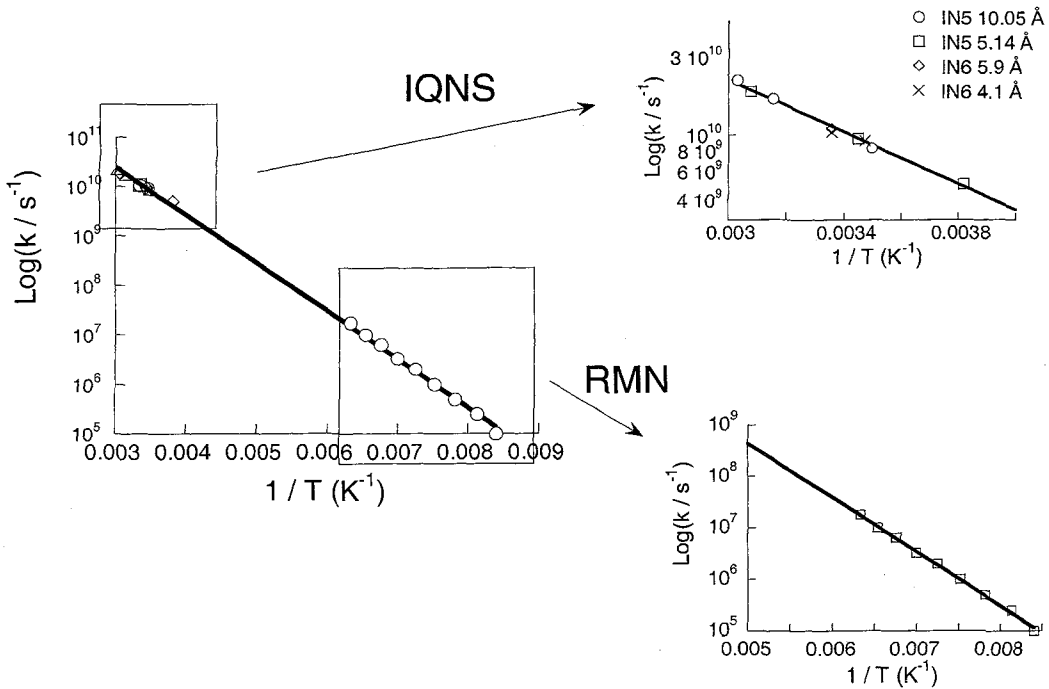 IQNS
10¹¹
10¹⁰
10⁹
10⁸
10⁷
10⁶
10⁵
Log(k / s⁻¹)
0.003 0.004 0.005 0.006 0.007 0.008 0.009
1 / T (K⁻¹)
○ IN5 10.05 Å
□ IN5 5.14 Å
◇ IN6 5.9 Å
× IN6 4.1 Å
3 10¹⁰
10¹⁰
8 10⁹
6 10⁹
4 10⁹
Log(k / s⁻¹)
0.003 0.0034 0.0038
1 / T (K⁻¹)
RMN
10⁹
10⁸
10⁷
10⁶
10⁵
Log(k / s⁻¹)
0.005 0.006 0.007 0.008
1 / T (K⁻¹)